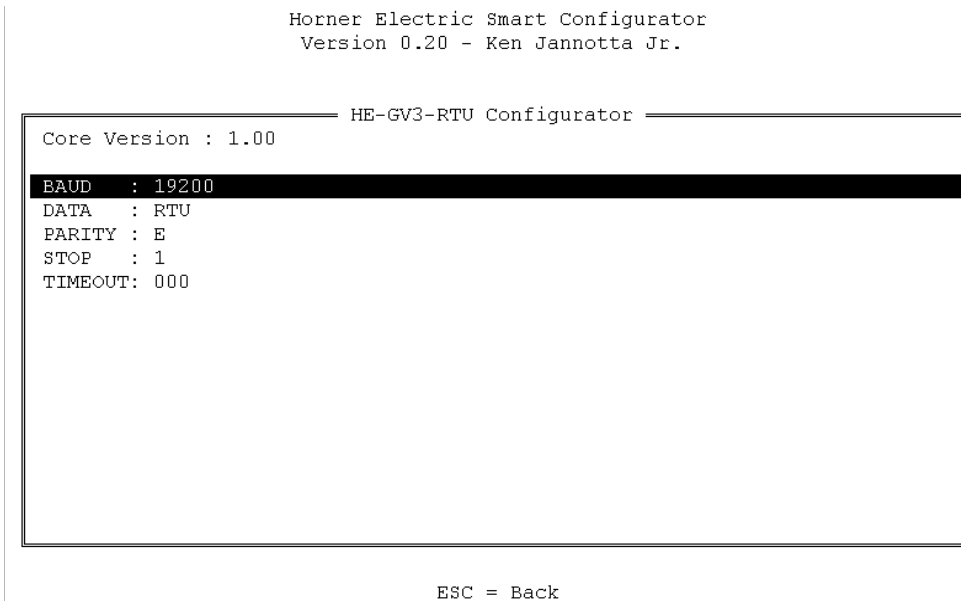 Horner Electric Smart Configurator
Version 0.20 - Ken Jannotta Jr.
HE-GV3-RTU Configurator
Core Version : 1.00
BAUD : 19200
DATA : RTU
PARITY : E
STOP : 1
TIMEOUT: 000
ESC = Back